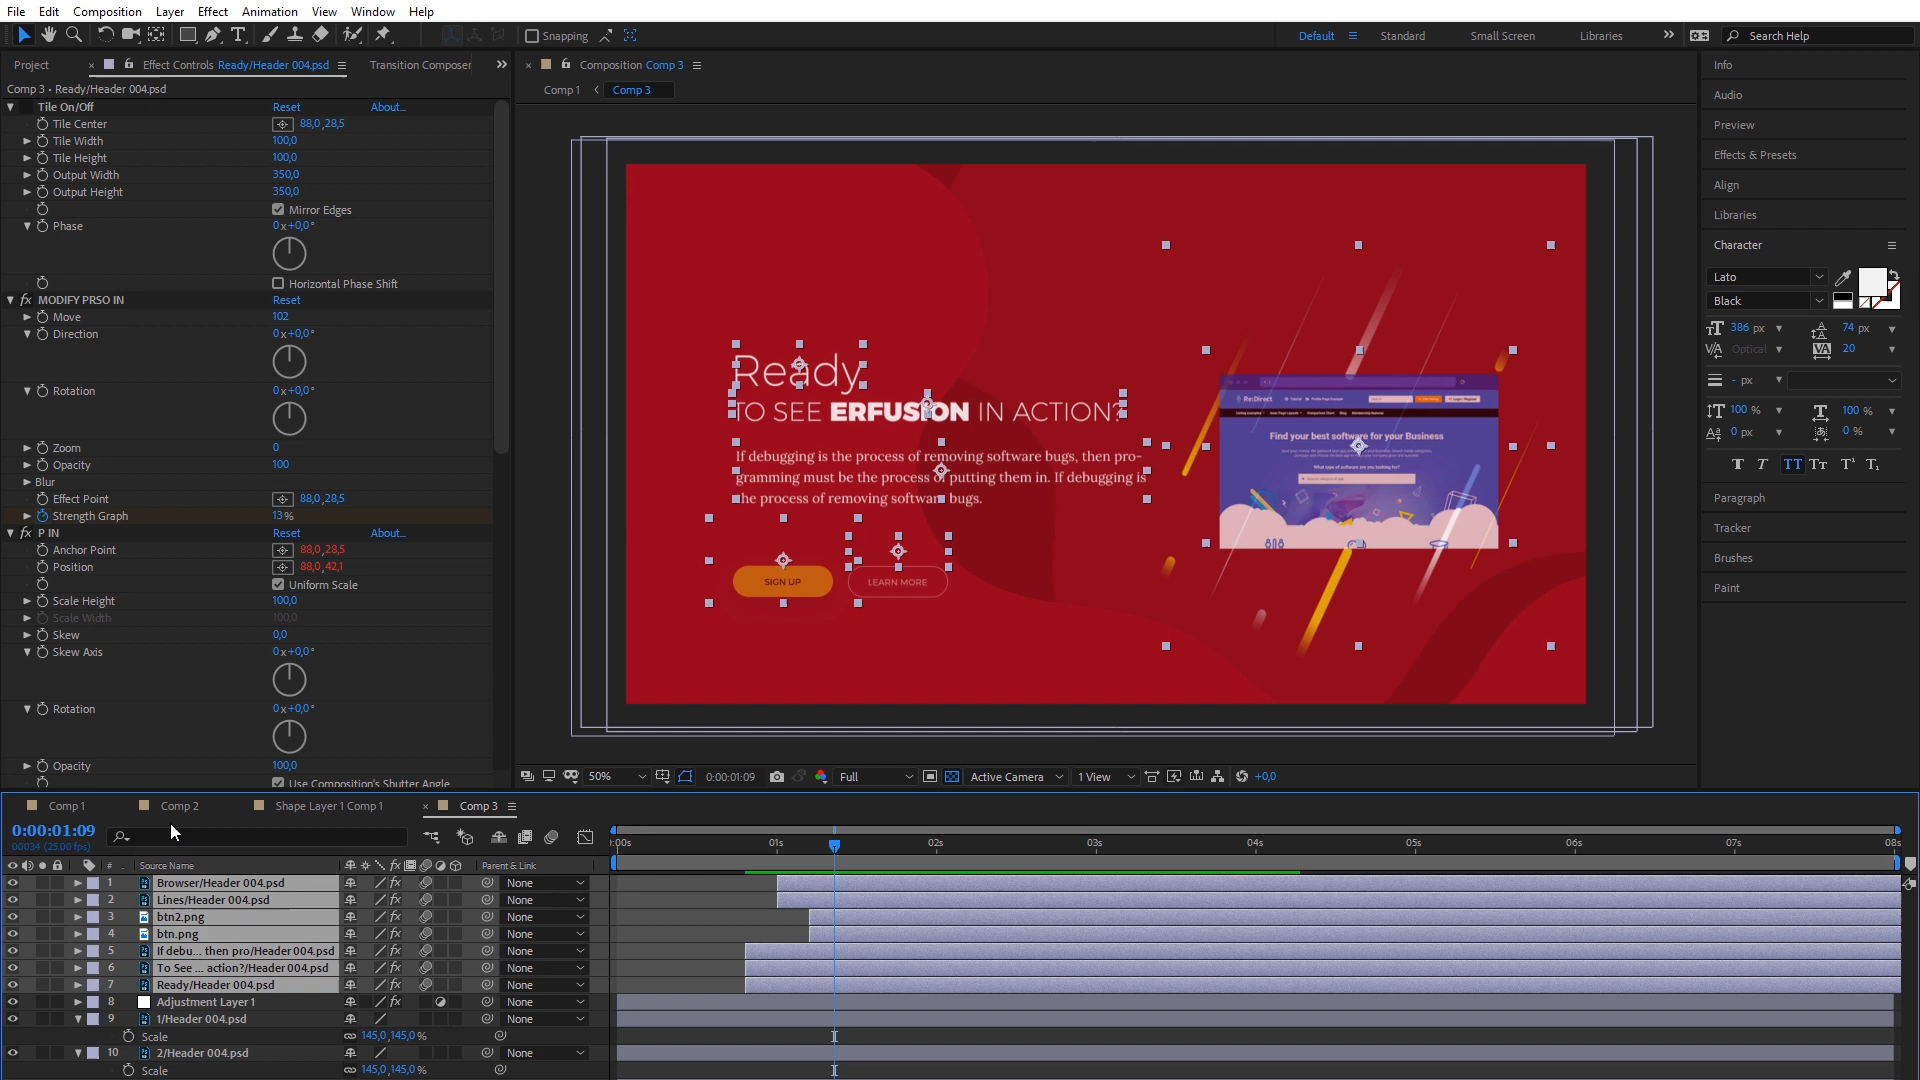 File Edit Composition Layer Effect Animation View Window Help
Snapping
Default Standard Small Screen Libraries Search Help
Project Effect Controls Ready/Header 004.psd Transition Composer
Comp 3 • Ready/Header 004.psd
Tile On/Off Reset About...
Tile Center 88,0,28,5
Tile Width 100,0
Tile Height 100,0
Output Width 350,0
Output Height 350,0
Mirror Edges
Phase 0x+0,0°
Horizontal Phase Shift
fx MODIFY PRSO IN Reset
Move 102
Direction 0x+0,0°
Rotation 0x+0,0°
Zoom 0
Opacity 100
Blur
Effect Point 88,0,28,5
Strength Graph 13%
fx P IN Reset About...
Anchor Point 88,0,28,5
Position 88,0,42,1
Uniform Scale
Scale Height 100,0
Scale Width 100,0
Skew 0,0
Skew Axis 0x+0,0°
Rotation 0x+0,0°
Opacity 100,0
Use Composition's Shutter Angle
Composition Comp 3
Comp 1 Comp 3
Ready
TO SEE ERFUSION IN ACTION?
If debugging is the process of removing software bugs, then pro-
gramming must be the process of putting them in. If debugging is
the process of removing software bugs.
SIGN UP LEARN MORE
Re:Direct
Find your best software for your Business
What type of software are you looking for?
50% 0:00:01:09 Full Active Camera 1 View +0,0
Info
Audio
Preview
Effects & Presets
Align
Libraries
Character
Lato
Black
386 px 74 px
Optical 20
- px
100 % 100 %
0 px 0 %
T T TT Tt T¹ T₁
Paragraph
Tracker
Brushes
Paint
Comp 1 Comp 2 Shape Layer 1 Comp 1 Comp 3
0:00:01:09
00034 (25.00 fps)
):00s 01s 02s 03s 04s 05s 06s 07s 08s
# Source Name Parent & Link
1 Browser/Header 004.psd fx None
2 Lines/Header 004.psd fx None
3 btn2.png fx None
4 btn.png fx None
5 If debu... then pro/Header 004.psd fx None
6 To See ... action?/Header 004.psd fx None
7 Ready/Header 004.psd fx None
8 Adjustment Layer 1 fx None
9 1/Header 004.psd None
Scale 145,0,145,0%
10 2/Header 004.psd None
Scale 145,0,145,0%